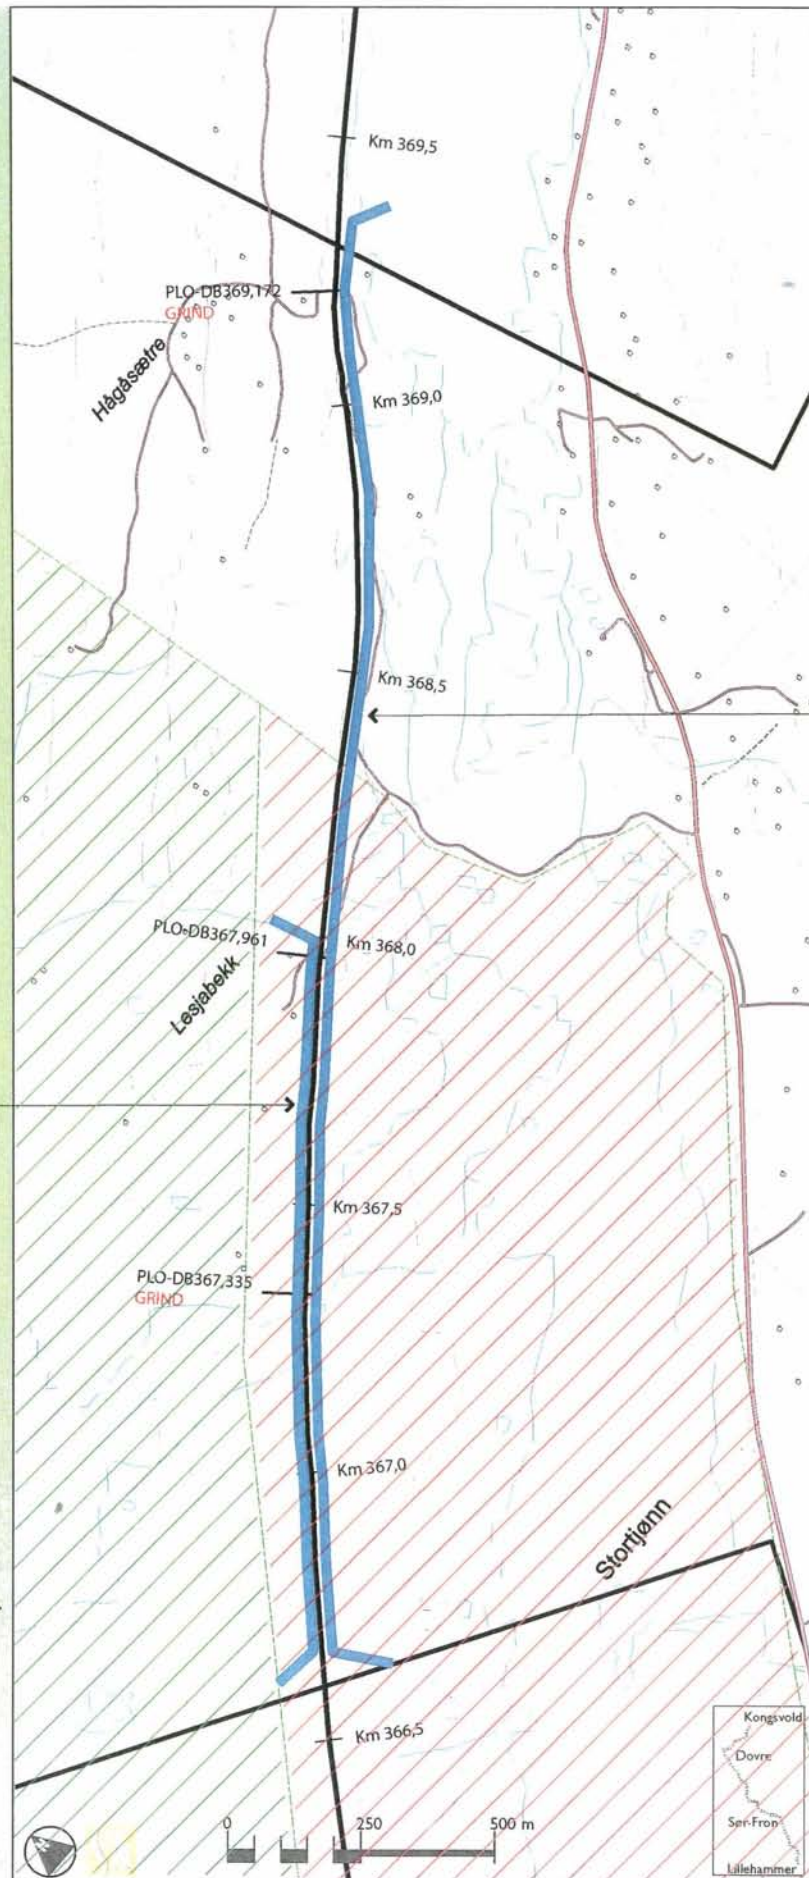 Km 369,5
PLO-DB369,172
GRIND
Hågåsætre
Km 369,0
Km 368,5
PLO-DB367,961
Km 368,0
Lesjabekk
Km 367,5
PLO-DB367,335
GRIND
Km 367,0
Stortjønn
Km 366,5
0 250 500 m
Kongsvold
Dovre
Sør-Fron
Lillehammer